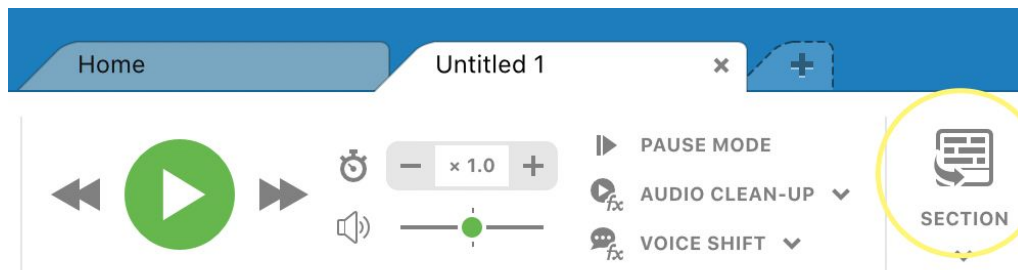 Home
Untitled 1
× 1.0
PAUSE MODE
AUDIO CLEAN-UP
VOICE SHIFT
SECTION